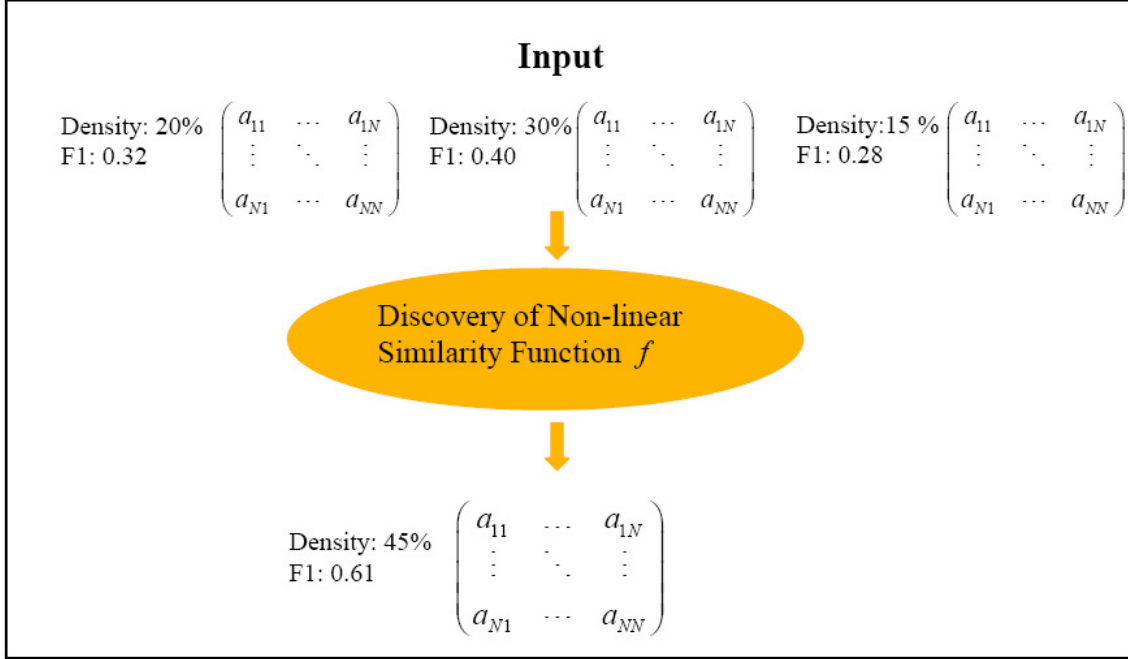 Input
Density: 20%
F1: 0.32
a11 … a1N
⋮ ⋱ ⋮
aN1 … aNN
Density: 30%
F1: 0.40
a11 … a1N
⋮ ⋱ ⋮
aN1 … aNN
Density:15 %
F1: 0.28
a11 … a1N
⋮ ⋱ ⋮
aN1 … aNN
Discovery of Non-linear
Similarity Function f
Density: 45%
F1: 0.61
a11 … a1N
⋮ ⋱ ⋮
aN1 … aNN